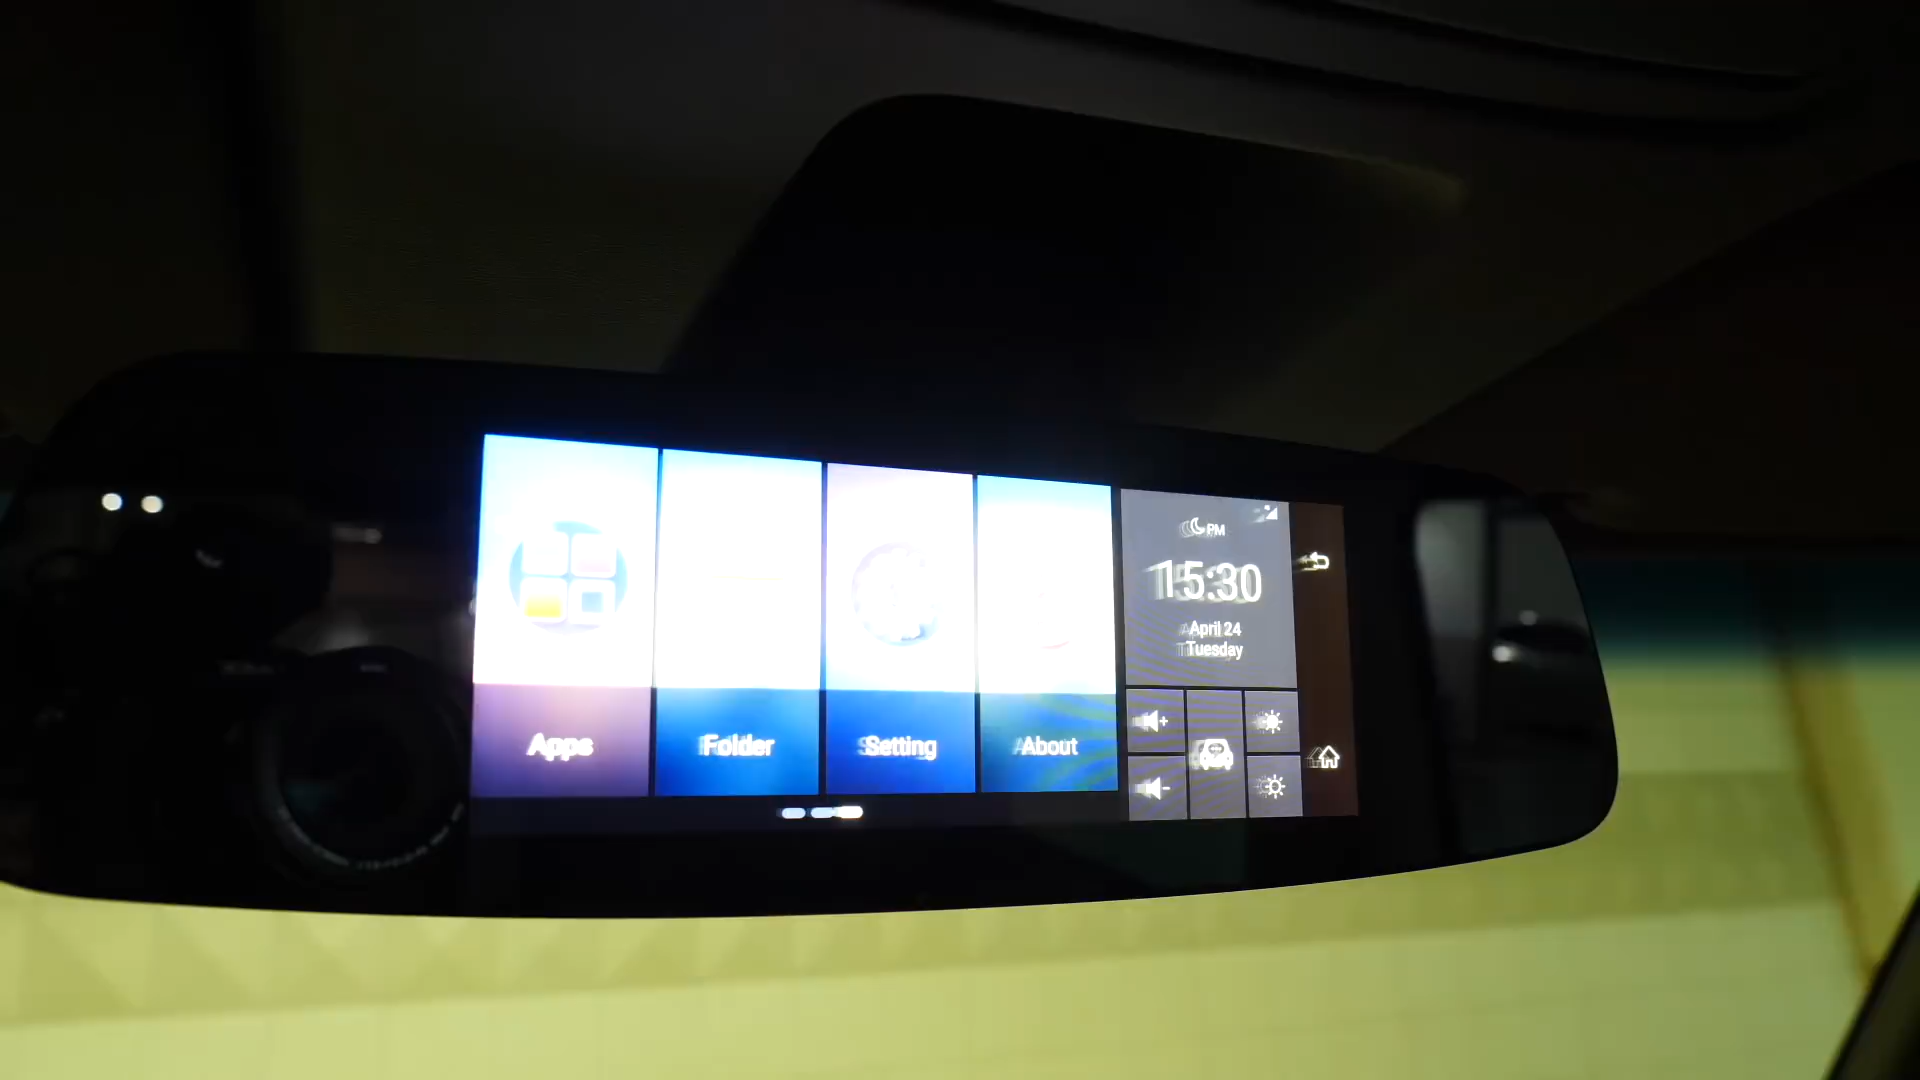 Apps
Folder
Setting
About
PM
15:30
April 24
Tuesday